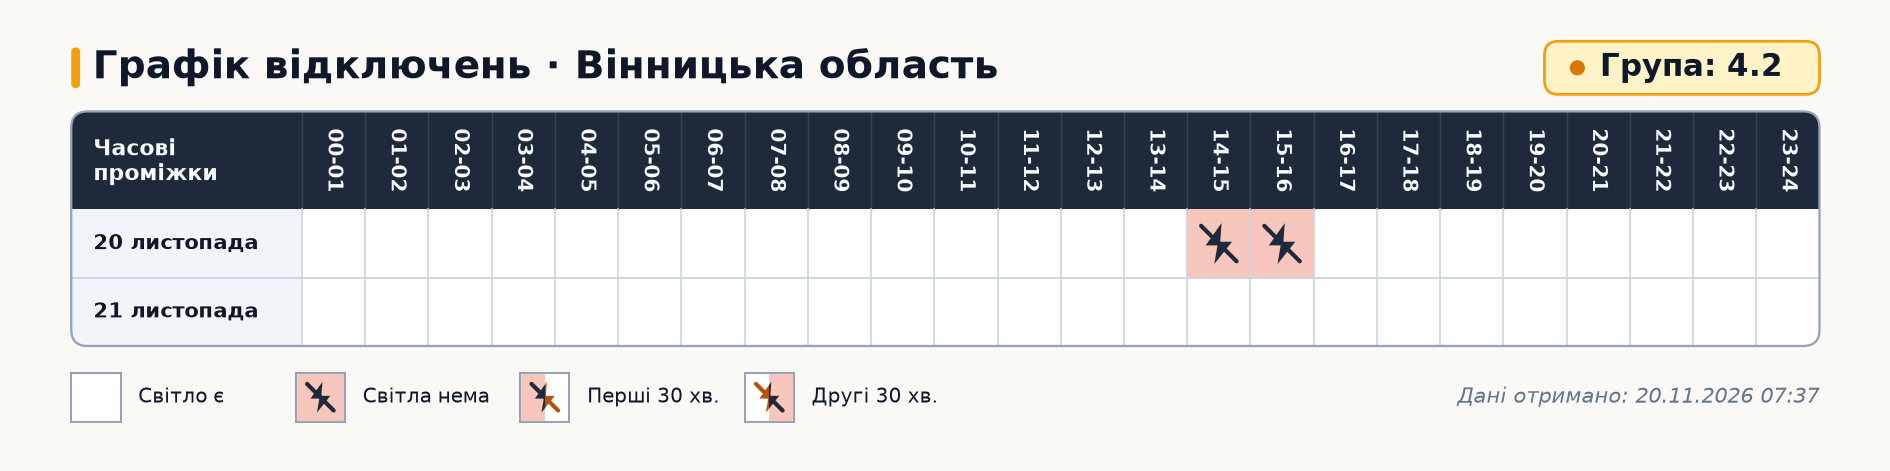 Графік відключень · Вінницька область
Група: 4.2
Часові
проміжки
00-01
01-02
02-03
03-04
04-05
05-06
06-07
07-08
08-09
09-10
10-11
11-12
12-13
13-14
14-15
15-16
16-17
17-18
18-19
19-20
20-21
21-22
22-23
23-24
20 листопада
21 листопада
Світло є
Світла нема
Перші 30 хв.
Другі 30 хв.
Дані отримано: 20.11.2026 07:37